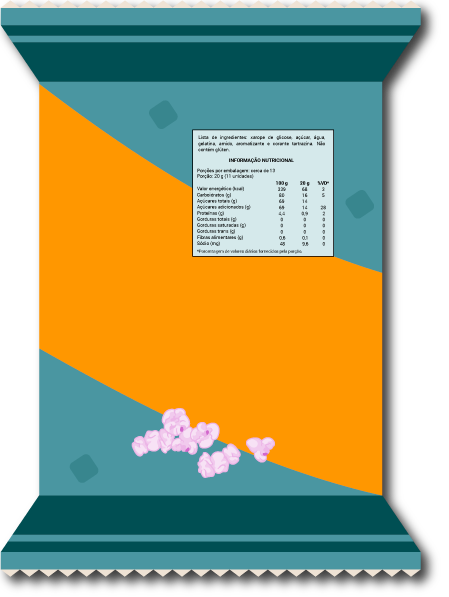 Lista de ingredientes: xarope de glicose, açúcar, água,
gelatina, amido, aromatizante e corante tartrazina. Não
contém glúten.
INFORMAÇÃO NUTRICIONAL
Porções por embalagem: cerca de 13
Porção: 20 g (11 unidades)
100 g 20 g %VD*
Valor energético (kcal) 339 68 3
Carboidratos (g) 80 16 5
Açúcares totais (g) 69 14
Açúcares adicionados (g) 69 14 28
Proteínas (g) 4,4 0,9 2
Gorduras totais (g) 0 0 0
Gorduras saturadas (g) 0 0 0
Gorduras trans (g) 0 0 0
Fibras alimentares (g) 0,6 0,1 0
Sódio (mg) 48 9,6 0
*Porcentagem de valores diários fornecidos pela porção.